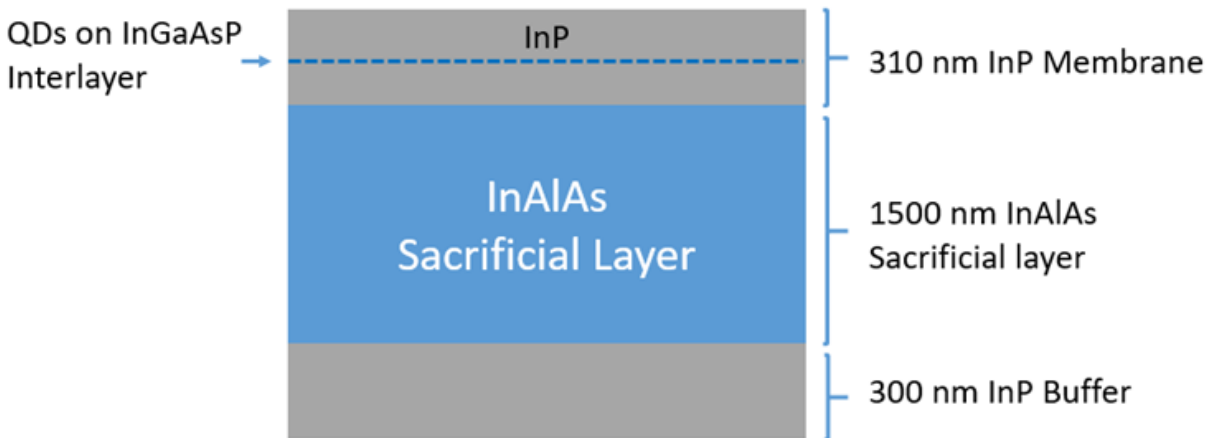 QDs on InGaAsP
Interlayer
InP
310 nm InP Membrane
InAlAs
Sacrificial Layer
1500 nm InAlAs
Sacrificial layer
300 nm InP Buffer